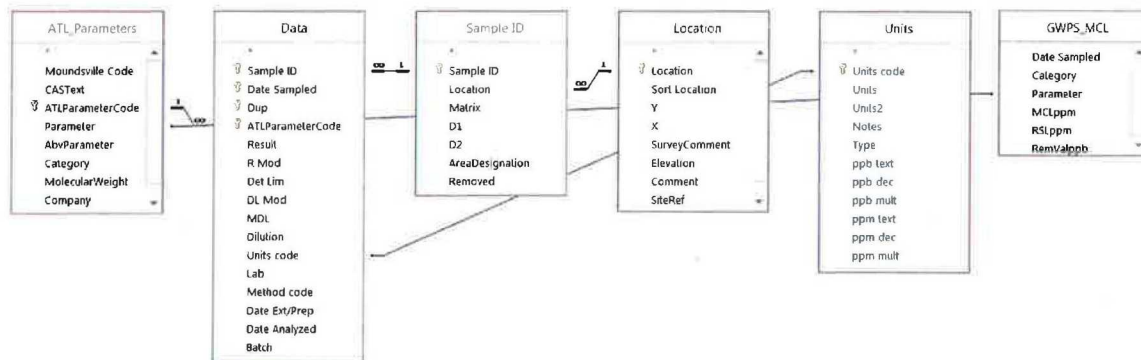 ATL_Parameters
*
Moundsville Code
CASText
ATLParameterCode
Parameter
AbvParameter
Category
MolecularWeight
Company
1
∞
Data
*
Sample ID
Date Sampled
Dup
ATLParameterCode
Result
R Mod
Det Lim
DL Mod
MDL
Dilution
Units code
Lab
Method code
Date Ext/Prep
Date Analyzed
Batch
∞ 1
Sample ID
*
Sample ID
Location
Matrix
D1
D2
AreaDesignation
Removed
∞ 1
Location
*
Location
Sort Location
Y
X
SurveyComment
Elevation
Comment
SiteRef
Units
*
Units code
Units
Units2
Notes
Type
ppb text
ppb dec
ppb mult
ppm text
ppm dec
ppm mult
GWPS_MCL
*
Date Sampled
Category
Parameter
MCLppm
RSLppm
RemValppb